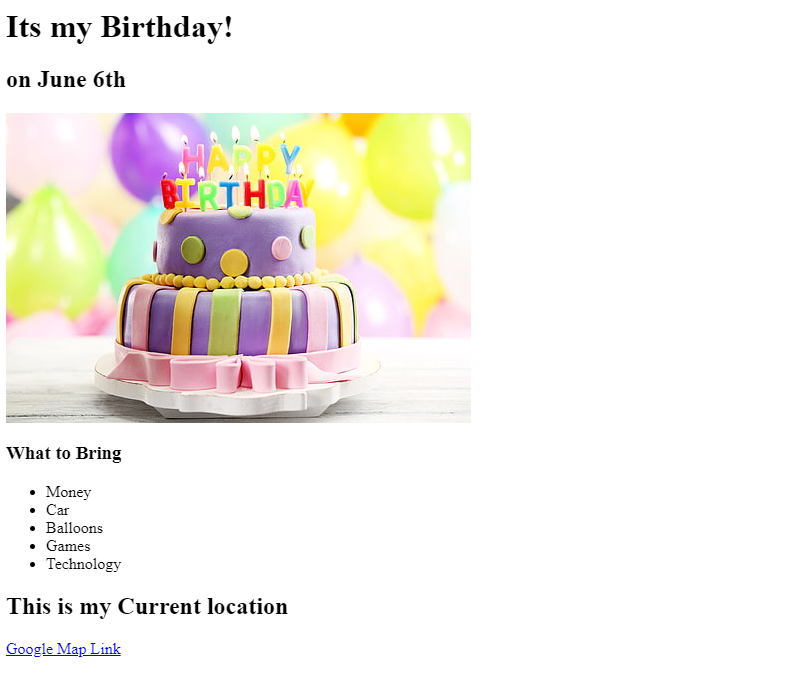 Its my Birthday!
on June 6th
HAPPY
BIRTHDAY
What to Bring
Money
Car
Balloons
Games
Technology
This is my Current location
Google Map Link